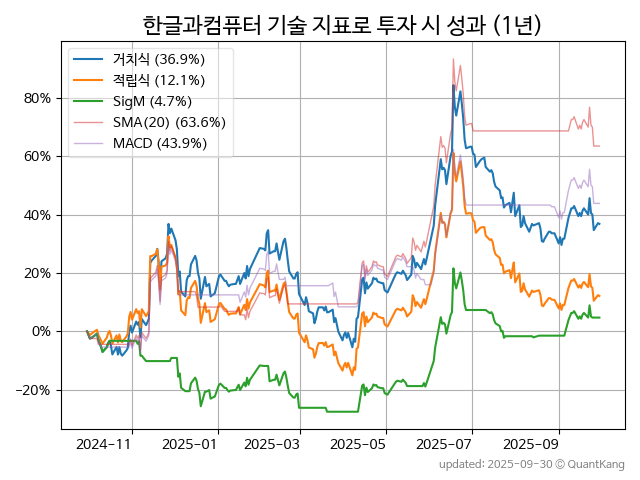 한글과컴퓨터 기술 지표로 투자 시 성과 (1년)
거치식 (36.9%)
적립식 (12.1%)
SigM (4.7%)
SMA(20) (63.6%)
MACD (43.9%)
80%
60%
40%
20%
0%
−20%
2024-11 2025-01 2025-03 2025-05 2025-07 2025-09
updated: 2025-09-30 © QuantKang